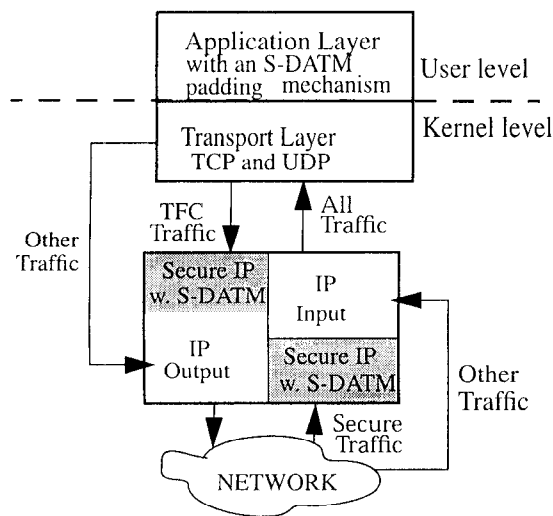 Application Layer
with an S-DATM
padding mechanism
User level
Kernel level
Transport Layer
TCP and UDP
TFC
Traffic
All
Traffic
Other
Traffic
Secure IP
w. S-DATM
IP
Input
IP
Output
Secure IP
w. S-DATM
Other
Traffic
Secure
Traffic
NETWORK